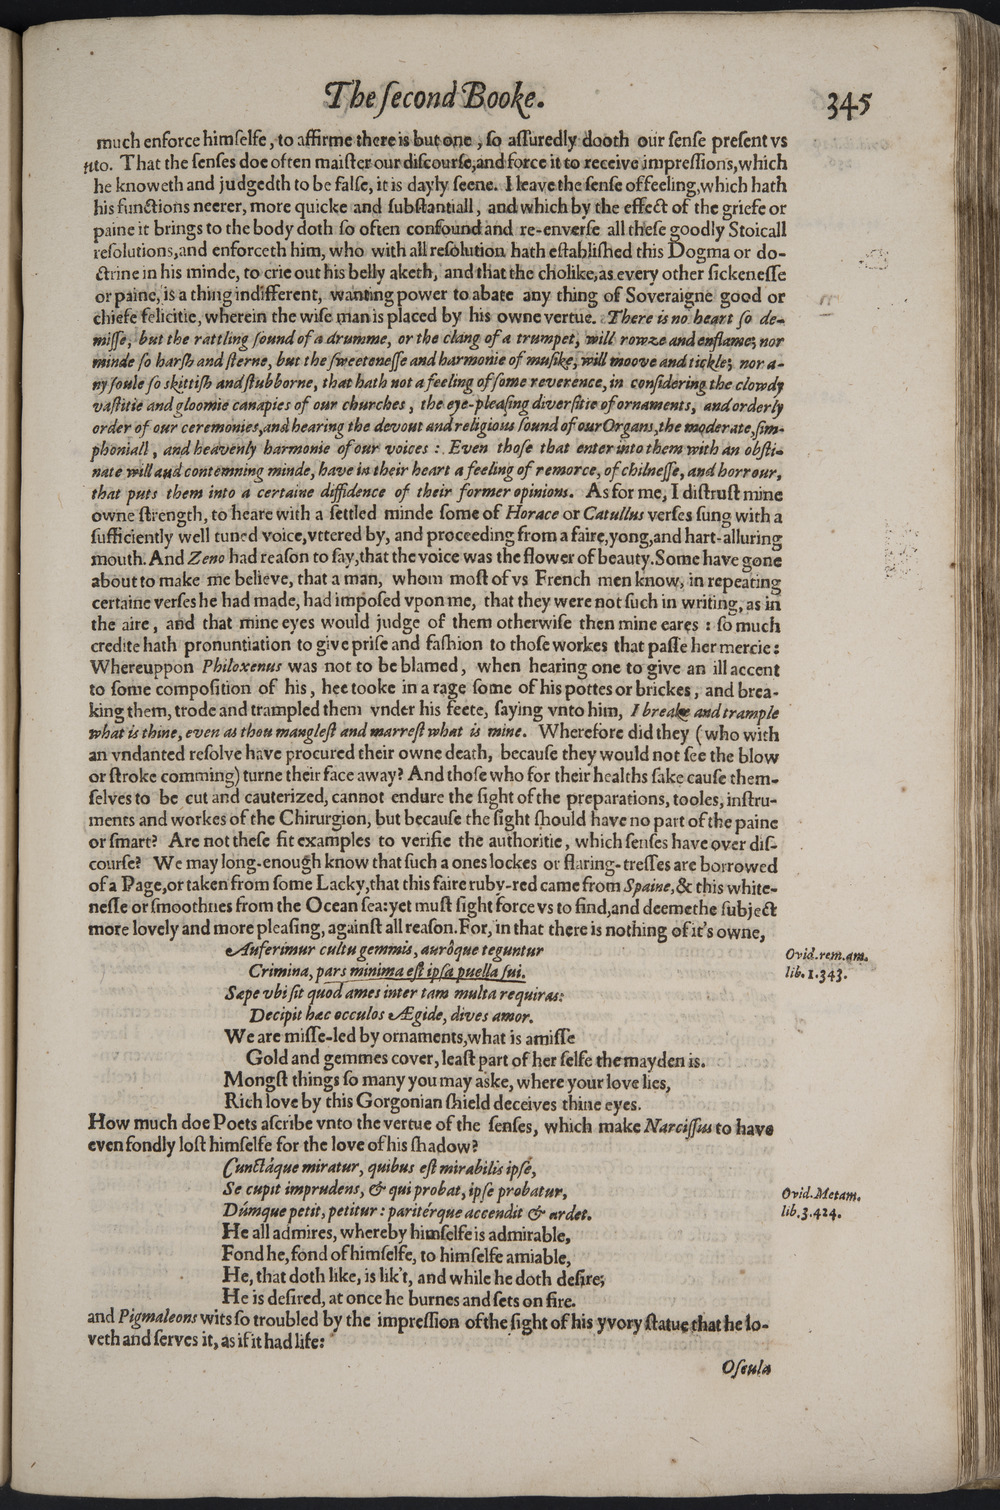 The ſecond Booke. 345
much enforce himſelfe, to affirme there is but one, ſo aſſuredly dooth our ſenſe preſent vs
nto. That the ſenſes doe often maiſter our diſcourſe, and force it to receive impreſſions, which
he knoweth and judgedth to be falſe, it is dayly ſeene. I leave the ſenſe of feeling, which hath
his functions neerer, more quicke and ſubſtantiall, and which by the effect of the griefe or
paine it brings to the body doth ſo often confound and re-enverſe all theſe goodly Stoicall
reſolutions, and enforceth him, who with all reſolution hath eſtabliſhed this Dogma or do-
ctrine in his minde, to crie out his belly aketh, and that the cholike, as every other ſickeneſſe
or paine, is a thing indifferent, wanting power to abate any thing of Soveraigne good or
chiefe felicitie, wherein the wiſe man is placed by his owne vertue. There is no heart ſo de-
miſſe, but the rattling ſound of a drumme, or the clang of a trumpet, will rowze and enflame; nor
minde ſo harſh and ſterne, but the ſweeteneſſe and harmonie of muſike, will moove and tickle; nor a-
ny ſoule ſo skittiſh and ſtubborne, that hath not a feeling of ſome reverence, in conſidering the clowdy
vaſtitie and gloomie canapies of our churches, the eye-pleaſing diverſitie of ornaments, and orderly
order of our ceremonies, and hearing the devout and religious ſound of our Organs, the moderate, ſim-
phoniall, and heavenly harmonie of our voices: Even thoſe that enter into them with an obſti-
nate will and contemning minde, have in their heart a feeling of remorce, of chilneſſe, and horrour,
that puts them into a certaine diffidence of their former opinions. As for me, I diſtruſt mine
owne ſtrength, to heare with a ſettled minde ſome of Horace or Catullus verſes ſung with a
ſufficiently well tuned voice, vttered by, and proceeding from a faire, yong, and hart-alluring
mouth. And Zeno had reaſon to ſay, that the voice was the flower of beauty. Some have gone
about to make me believe, that a man, whom moſt of vs French men know, in repeating
certaine verſes he had made, had impoſed vpon me, that they were not ſuch in writing, as in
the aire, and that mine eyes would judge of them otherwiſe then mine eares: ſo much
credite hath pronuntiation to give priſe and faſhion to thoſe workes that paſſe her mercie:
Whereuppon Philoxenus was not to be blamed, when hearing one to give an ill accent
to ſome compoſition of his, hee tooke in a rage ſome of his pottes or brickes, and brea-
king them, trode and trampled them vnder his feete, ſaying vnto him, I breake and trample
what is thine, even as thou mangleſt and marreſt what is mine. Wherefore did they (who with
an vndanted reſolve have procured their owne death, becauſe they would not ſee the blow
or ſtroke comming) turne their face away? And thoſe who for their healths ſake cauſe them-
ſelves to be cut and cauterized, cannot endure the ſight of the preparations, tooles, inſtru-
ments and workes of the Chirurgion, but becauſe the ſight ſhould have no part of the paine
or ſmart? Are not theſe fit examples to verifie the authoritie, which ſenſes have over diſ-
courſe? We may long-enough know that ſuch a ones lockes or flaring-treſſes are borrowed
of a Page, or taken from ſome Lacky, that this faire ruby-red came from Spaine, & this white-
neſſe or ſmoothnes from the Ocean ſea: yet muſt ſight force vs to find, and deeme the ſubject
more lovely and more pleaſing, againſt all reaſon. For, in that there is nothing of it's owne,
Auferimur cultu gemmis, aurôque teguntur
Crimina, pars minima eſt ipſa puella ſui.
Sæpe vbi ſit quod ames inter tam multa requiras:
Decipit hæc occulos Ægide, dives amor.
Ovid. rem. am.
lib. 1.343.
We are miſſe-led by ornaments, what is amiſſe
Gold and gemmes cover, leaſt part of her ſelfe the mayden is.
Mongſt things ſo many you may aske, where your love lies,
Rich love by this Gorgonian ſhield deceives thine eyes.
How much doe Poets aſcribe vnto the vertue of the ſenſes, which make Narciſſus to have
even fondly loſt himſelfe for the love of his ſhadow?
Cunctáque miratur, quibus eſt mirabilis ipſe,
Se cupit imprudens, & qui probat, ipſe probatur,
Dúmque petit, petitur: paritérque accendit & ardet.
Ovid. Metam.
lib. 3.424.
He all admires, whereby himſelfe is admirable,
Fond he, fond of himſelfe, to himſelfe amiable,
He, that doth like, is lik't, and while he doth deſire;
He is deſired, at once he burnes and ſets on fire.
and Pigmaleons wits ſo troubled by the impreſſion of the ſight of his yvory ſtatue that he lo-
veth and ſerves it, as if it had life:
Oſcula